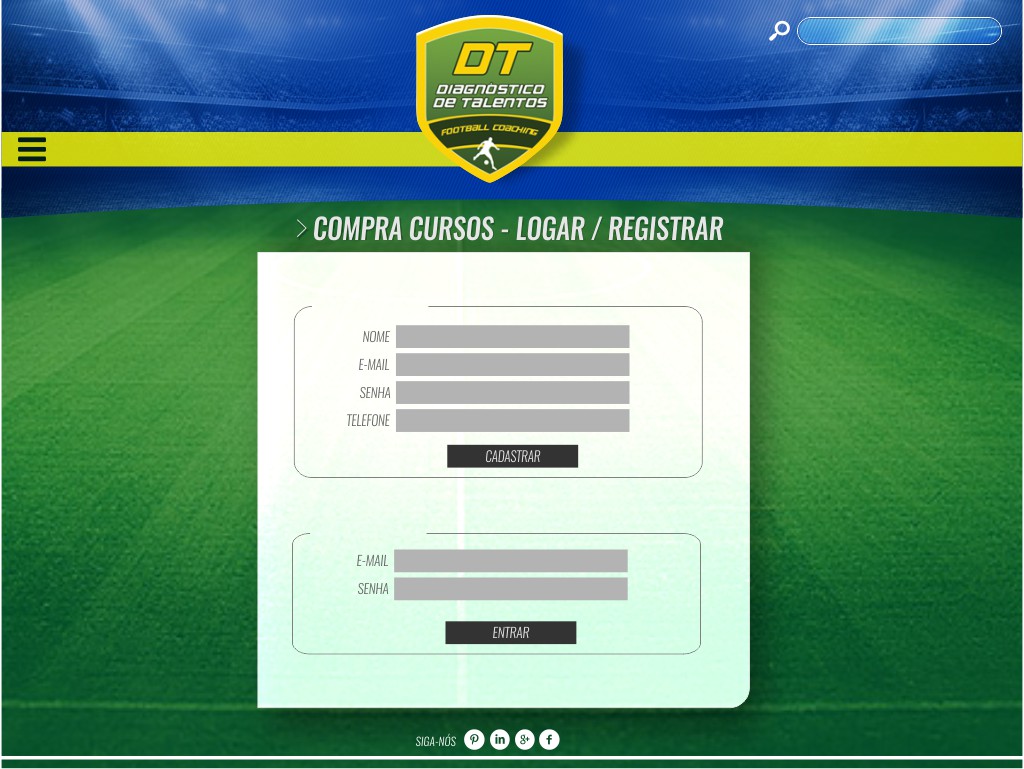 DT
DIAGNÓSTICO
DE TALENTOS
FOOTBALL COACHING
COMPRA CURSOS - LOGAR / REGISTRAR
NOME
E-MAIL
SENHA
TELEFONE
CADASTRAR
E-MAIL
SENHA
ENTRAR
SIGA-NÓS